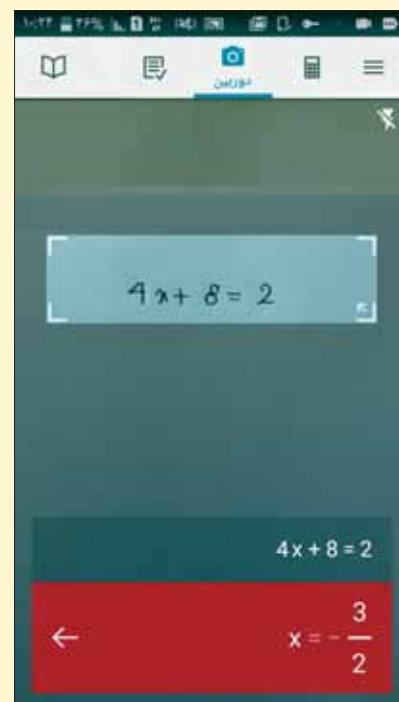 دوربین
4x + 8 = 2
4x + 8 = 2
x = - 3/2